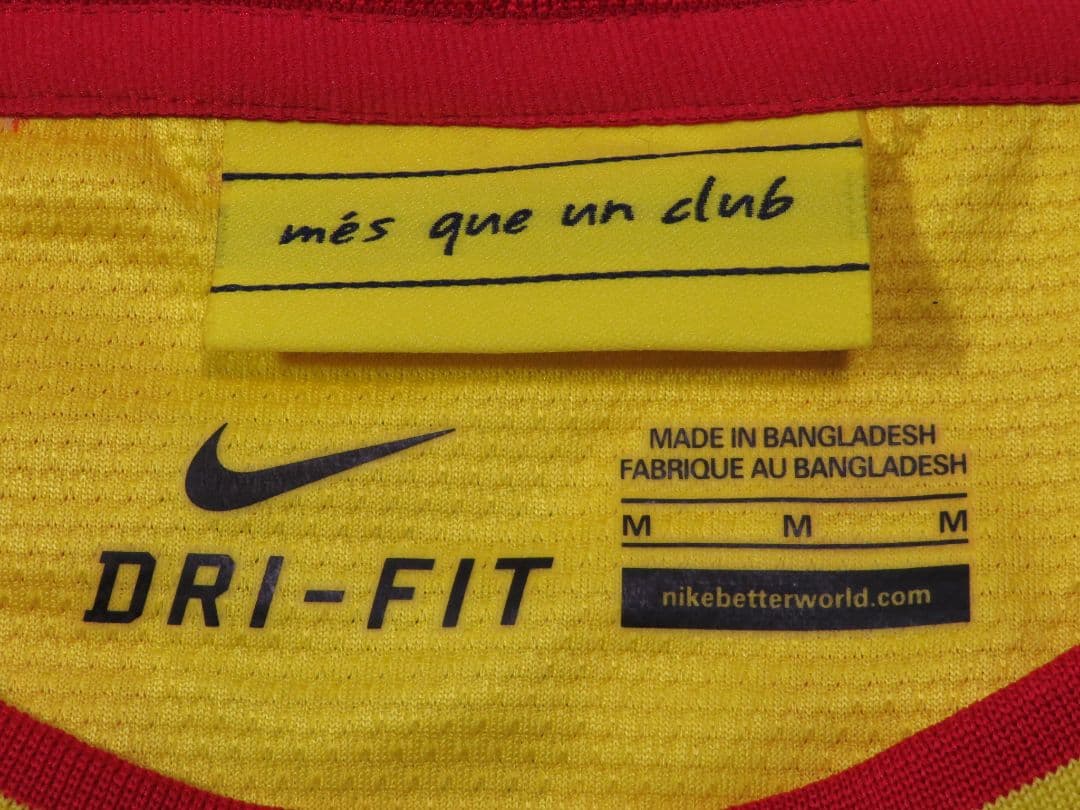 més que un club
DRI-FIT
MADE IN BANGLADESH
FABRIQUE AU BANGLADESH
M M M
nikebetterworld.com